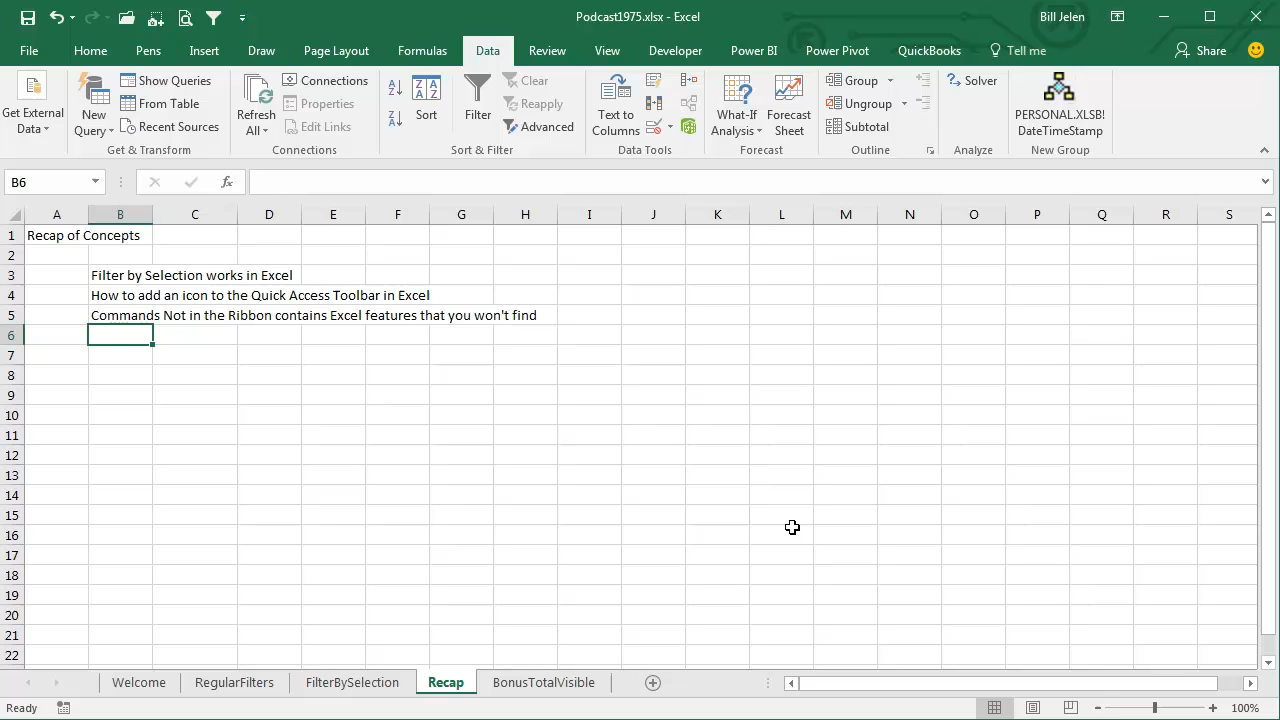 Podcast1975.xlsx - Excel
Bill Jelen
File Home Pens Insert Draw Page Layout Formulas Data Review View Developer Power BI Power Pivot QuickBooks Tell me Share
Get External Data
New Query
Show Queries
From Table
Recent Sources
Get & Transform
Refresh All
Connections
Properties
Edit Links
Connections
Sort
Filter
Clear
Reapply
Advanced
Sort & Filter
Text to Columns
Data Tools
What-If Analysis
Forecast Sheet
Forecast
Group
Ungroup
Subtotal
Outline
Solver
Analyze
PERSONAL.XLSB!
DateTimeStamp
New Group
B6
fx
A B C D E F G H I J K L M N O P Q R S
1 Recap of Concepts
2
3 Filter by Selection works in Excel
4 How to add an icon to the Quick Access Toolbar in Excel
5 Commands Not in the Ribbon contains Excel features that you won't find
6
7
8
9
10
11
12
13
14
15
16
17
18
19
20
21
22
Welcome RegularFilters FilterBySelection Recap BonusTotalVisible
Ready
100%